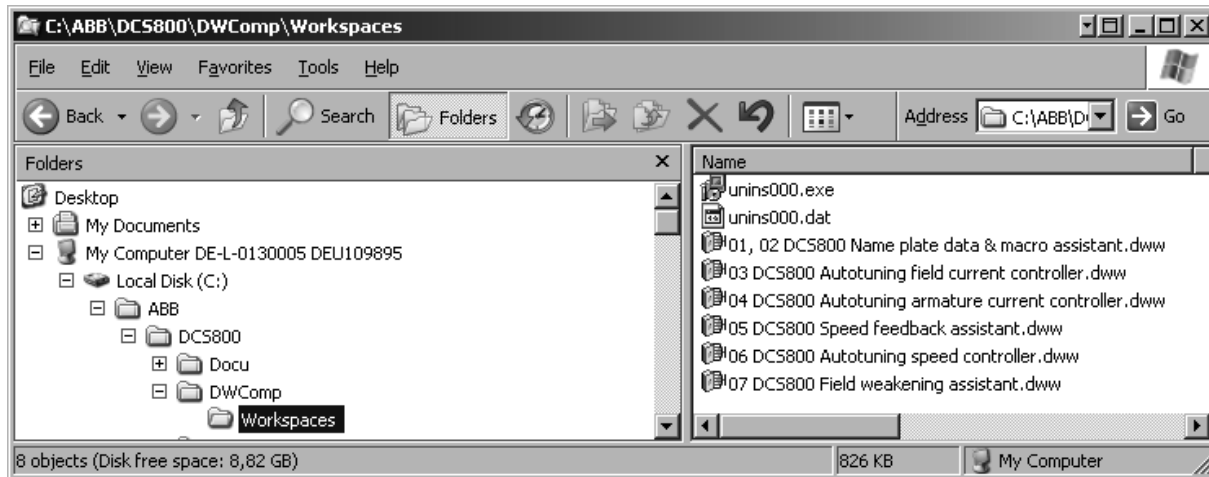 C:\ABB\DCS800\DWComp\Workspaces
File Edit View Favorites Tools Help
Back Search Folders Address C:\ABB\D Go
Folders
Desktop
My Documents
My Computer DE-L-0130005 DEU109895
Local Disk (C:)
ABB
DCS800
Docu
DWComp
Workspaces
Name
unins000.exe
unins000.dat
01, 02 DCS800 Name plate data & macro assistant.dww
03 DCS800 Autotuning field current controller.dww
04 DCS800 Autotuning armature current controller.dww
05 DCS800 Speed feedback assistant.dww
06 DCS800 Autotuning speed controller.dww
07 DCS800 Field weakening assistant.dww
8 objects (Disk free space: 8,82 GB) 826 KB My Computer